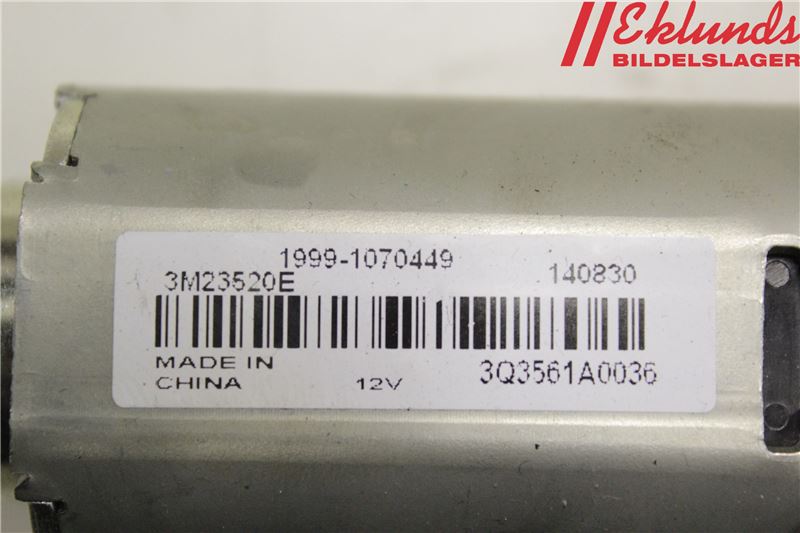 Eklunds
BILDELSLAGER
1999-1070449
3M23520E 140830
MADE IN
CHINA 12V 3Q3561A0036